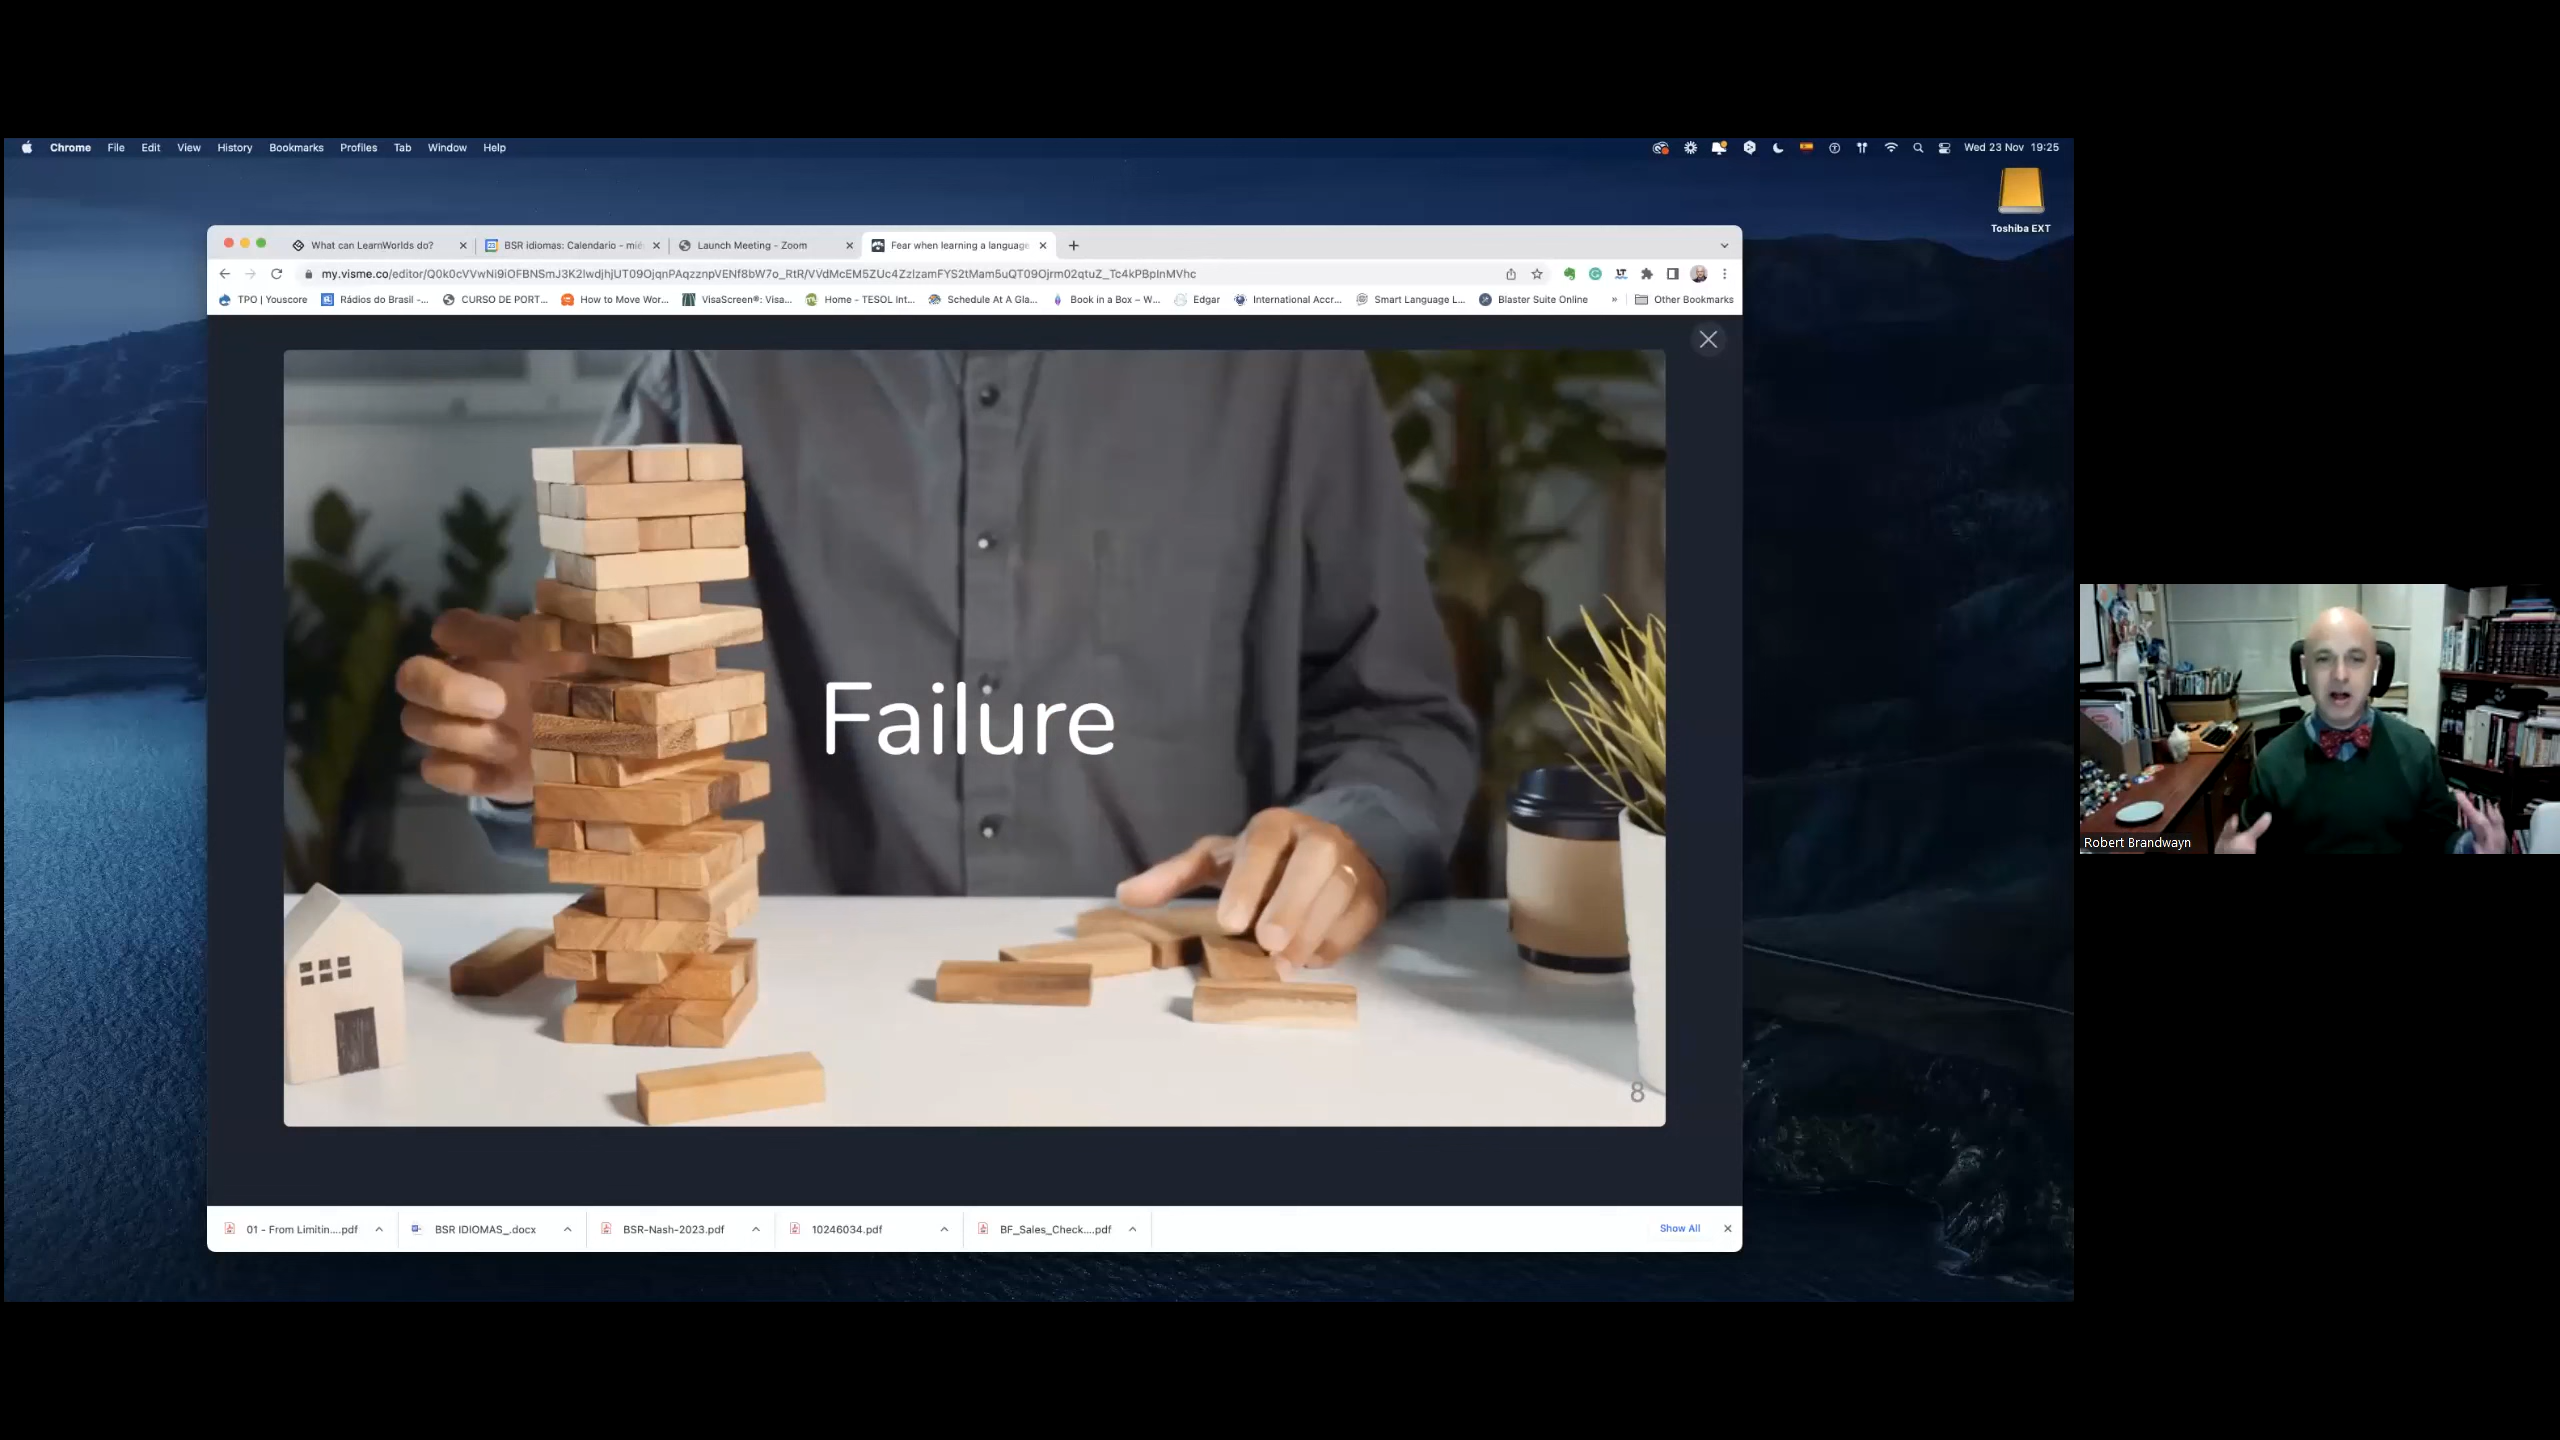 Chrome File Edit View History Bookmarks Profiles Tab Window Help
Wed 23 Nov 19:25
Toshiba EXT
What can LearnWorlds do?
BSR idiomas: Calendario - mié
Launch Meeting - Zoom
Fear when learning a language
my.visme.co/editor/
TPO | Youscore
Rádios do Brasil -...
CURSO DE PORT...
How to Move Wor...
VisaScreen®: Visa...
Home - TESOL Int...
Schedule At A Gla...
Book in a Box – W...
Edgar
International Accr...
Smart Language L...
Blaster Suite Online
»
Other Bookmarks
Failure
8
Robert Brandwayn
01 - From Limitin....pdf
BSR IDIOMAS_.docx
BSR-Nash-2023.pdf
10246034.pdf
BF_Sales_Check....pdf
Show All